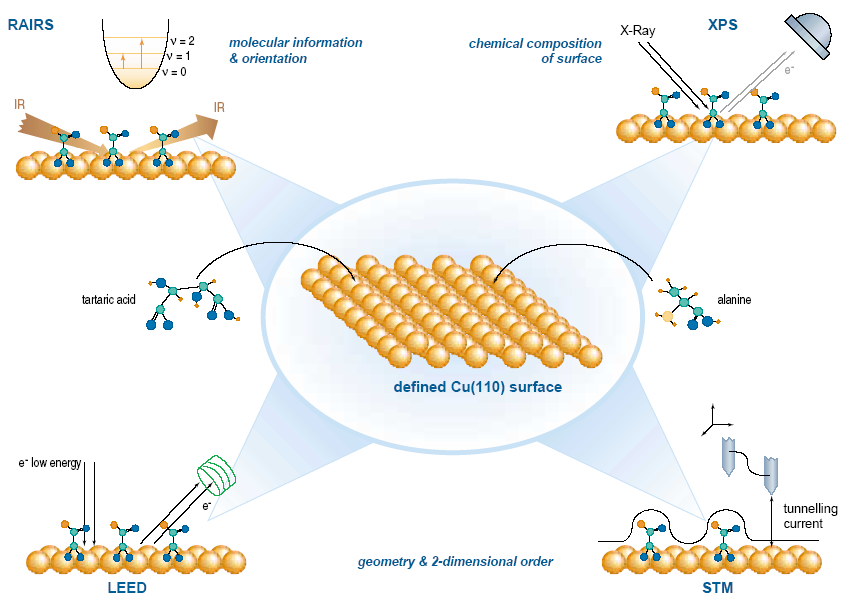 RAIRS
ν = 2
ν = 1
ν = 0
molecular information
& orientation
IR
IR
chemical composition
of surface
X-Ray
XPS
e⁻
tartaric acid
alanine
defined Cu(110) surface
e⁻ low energy
e⁻
LEED
geometry & 2-dimensional order
tunnelling
current
STM